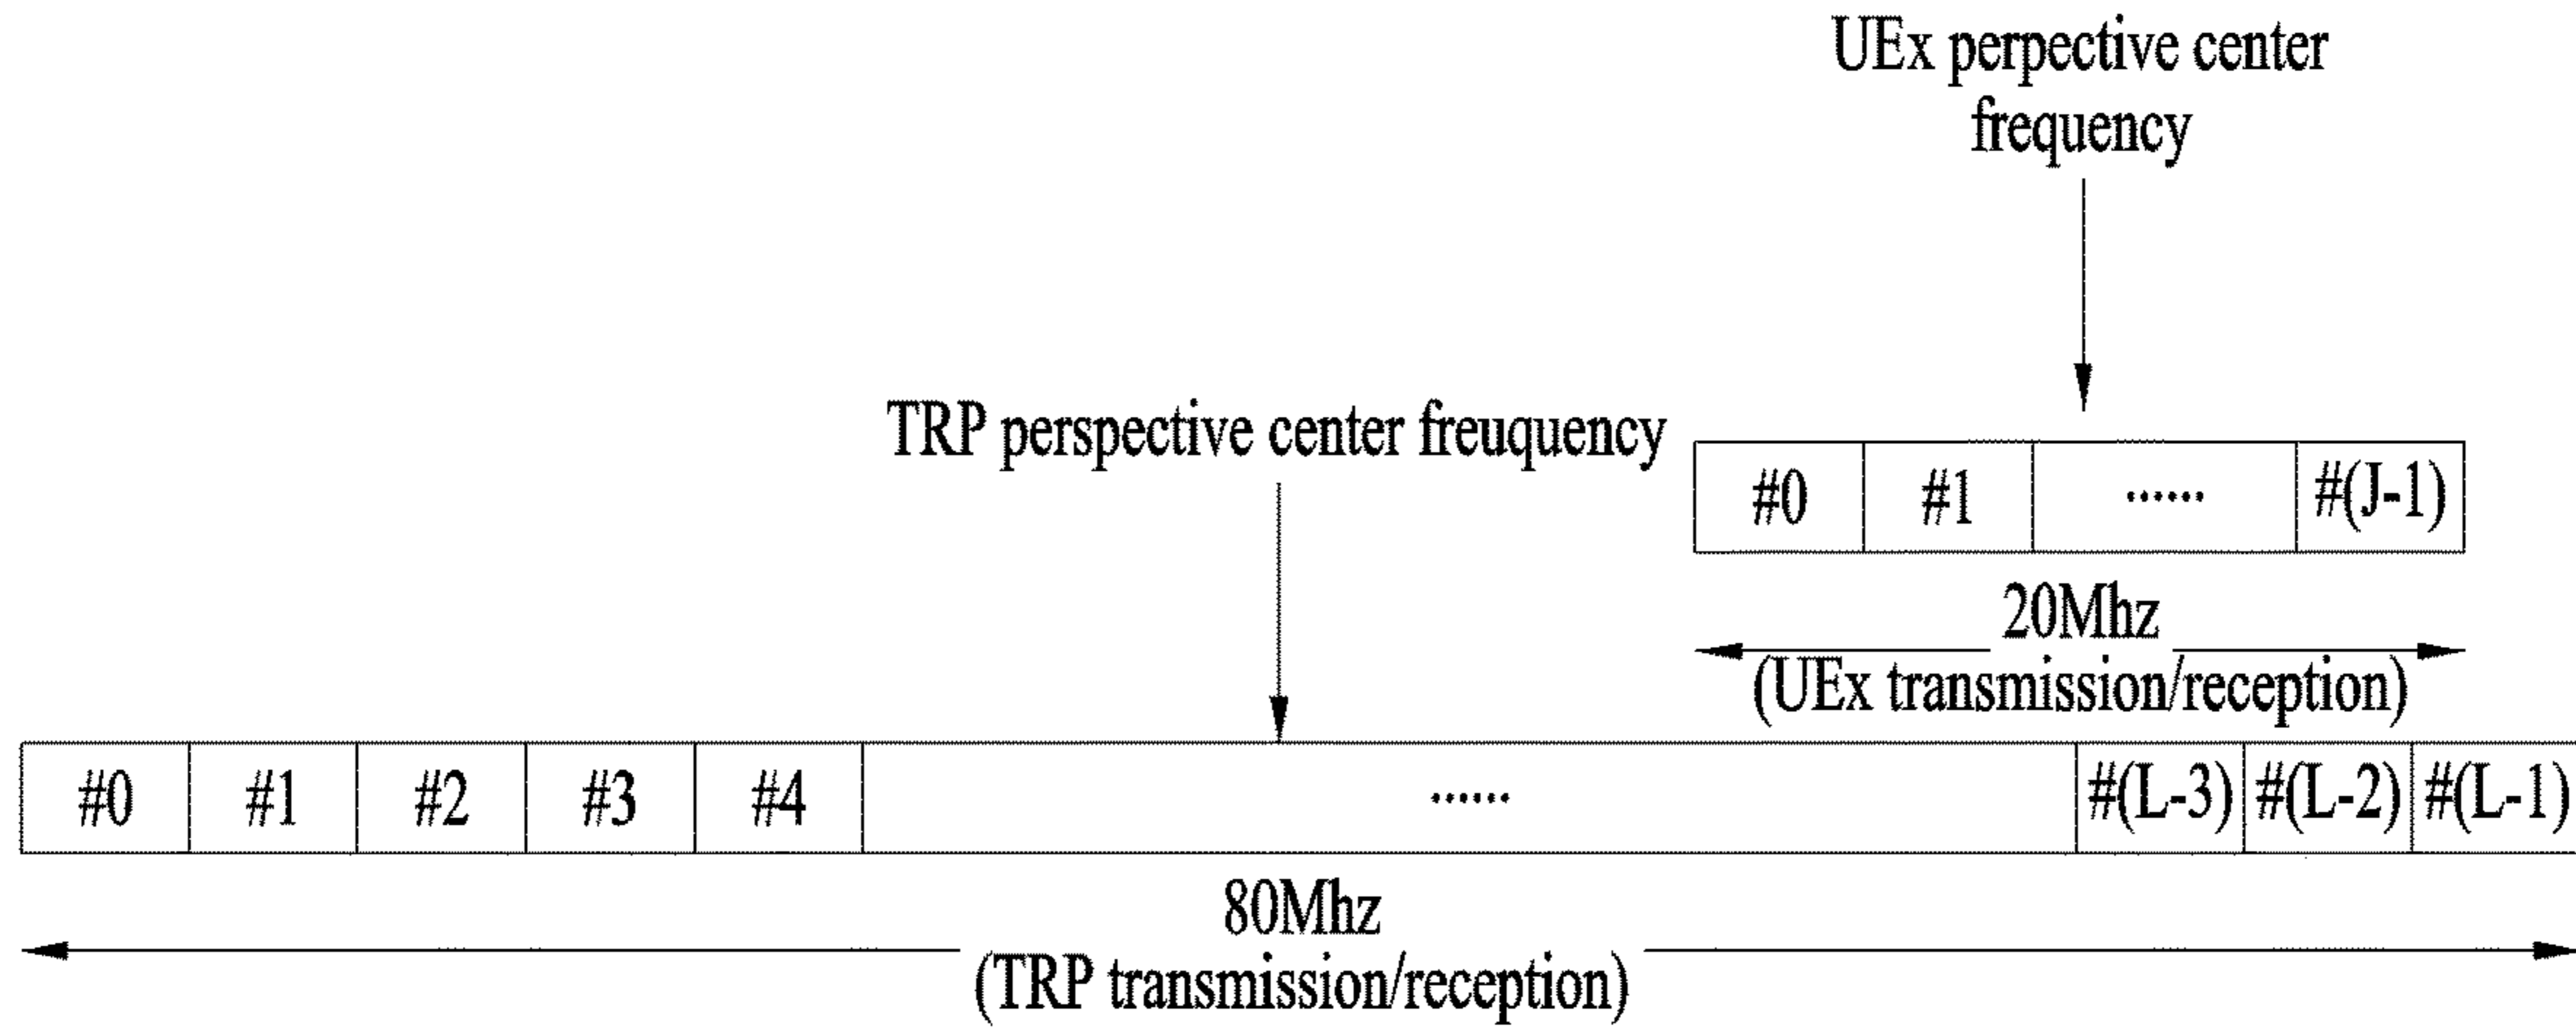 UEx perpective center
frequency
TRP perspective center freuquency
#0 #1 ...... #(J-1)
20Mhz
(UEx transmission/reception)
#0 #1 #2 #3 #4 ...... #(L-3) #(L-2) #(L-1)
80Mhz
(TRP transmission/reception)